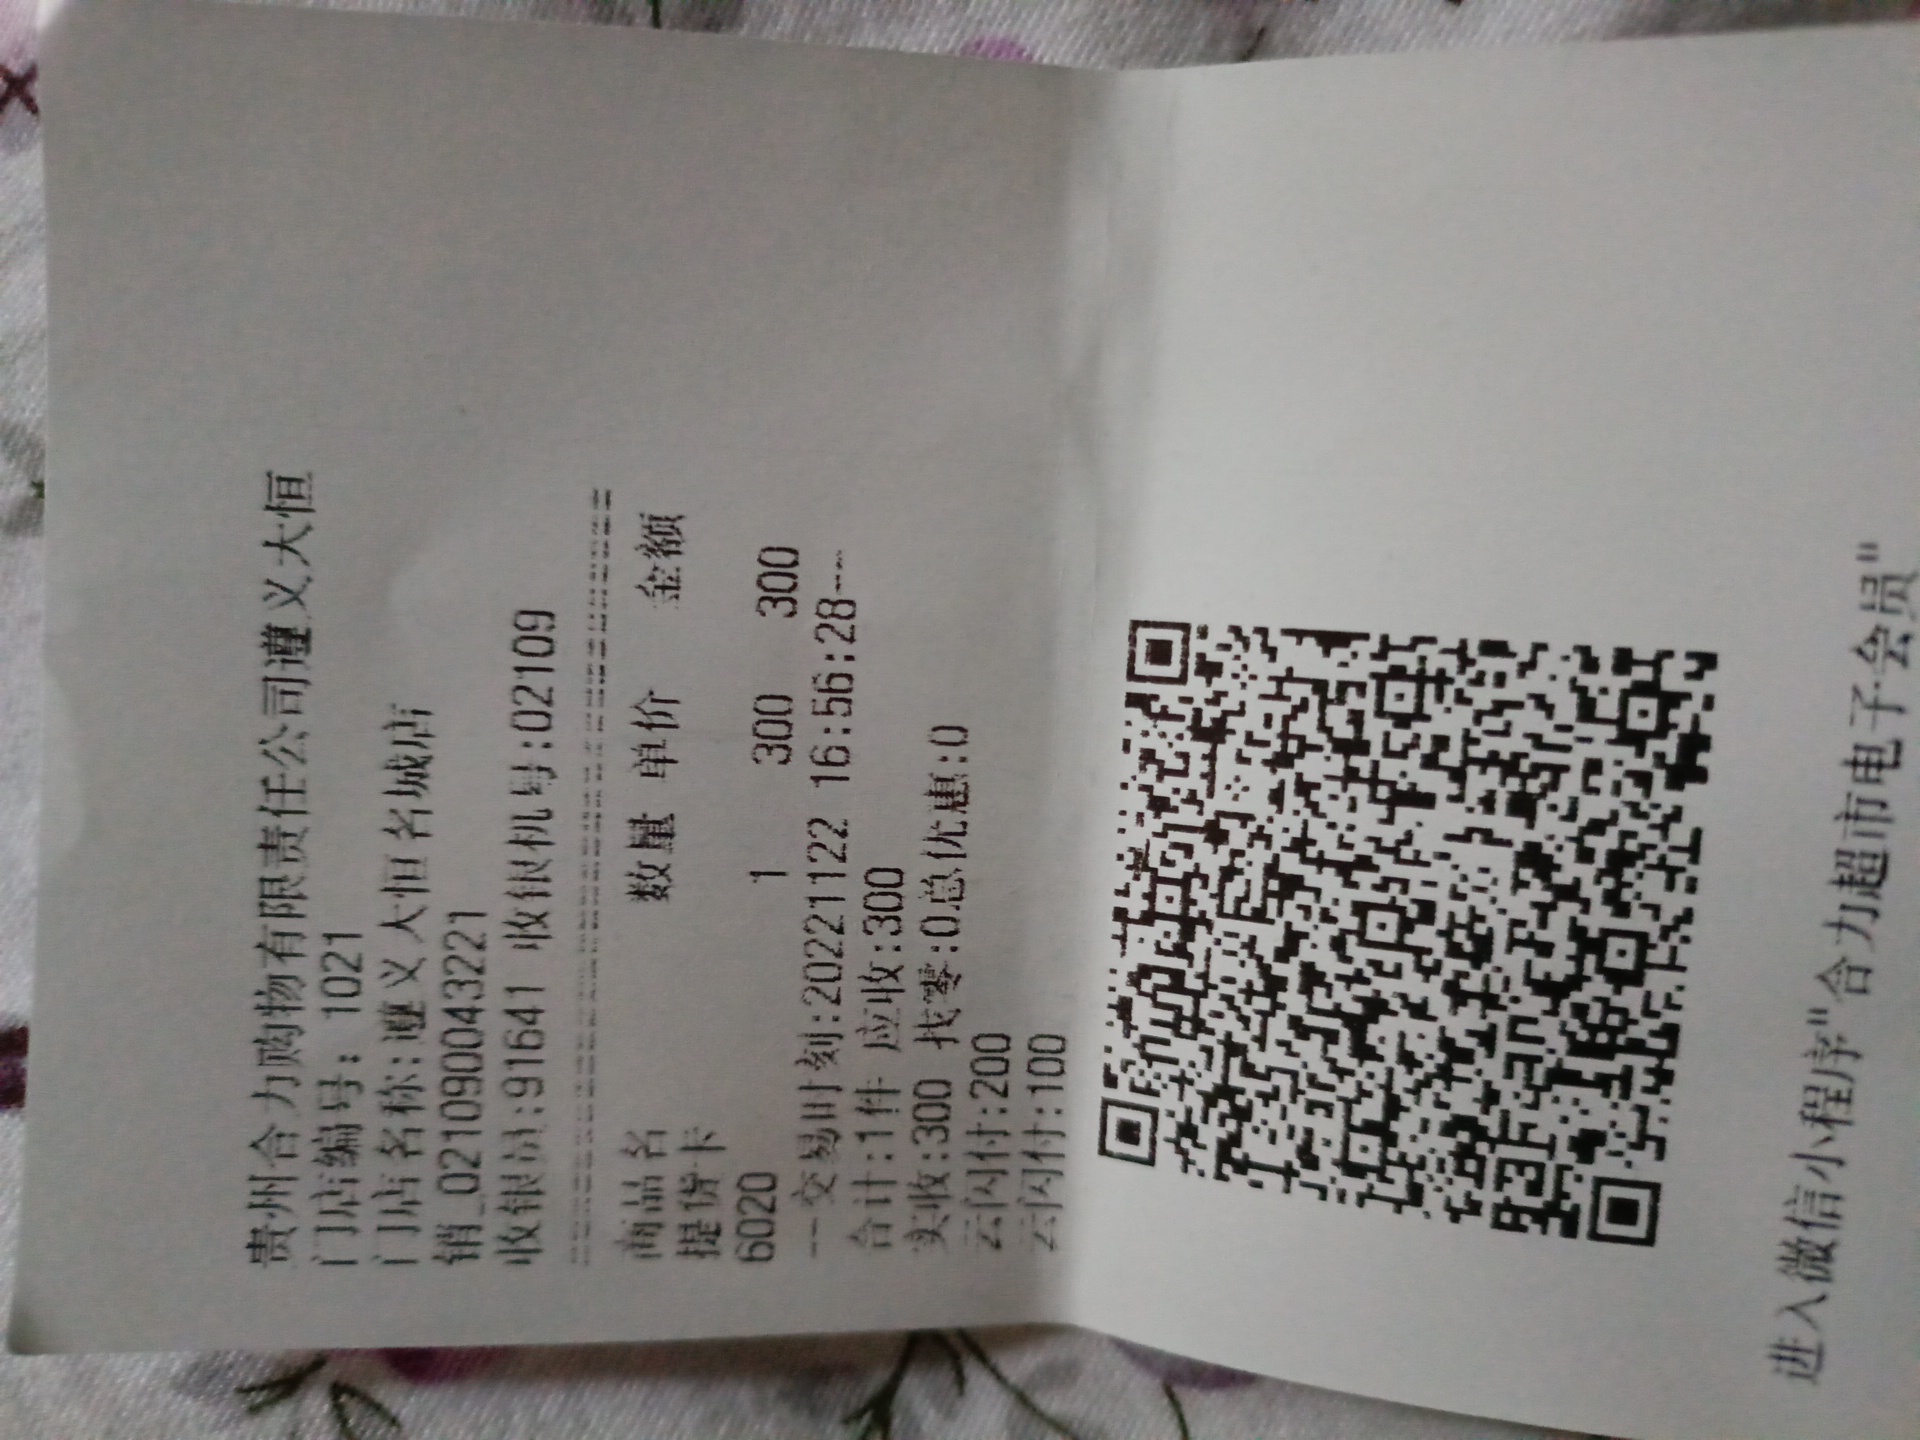 贵州合力购物有限责任公司遵义大恒
门店编号: 1021
门店名称:遵义大恒名城店
销_021090043221
收银员:91641 收银机号:02109
商品名 数量 单价 金额
提货卡
6020 1 300 300
--交易时刻:20221122 16:56:28---
合计:1件 应收:300
实收:300 找零:0总优惠:0
云闪付:200
云闪付:100
进入微信小程序"合力超市电子会员"